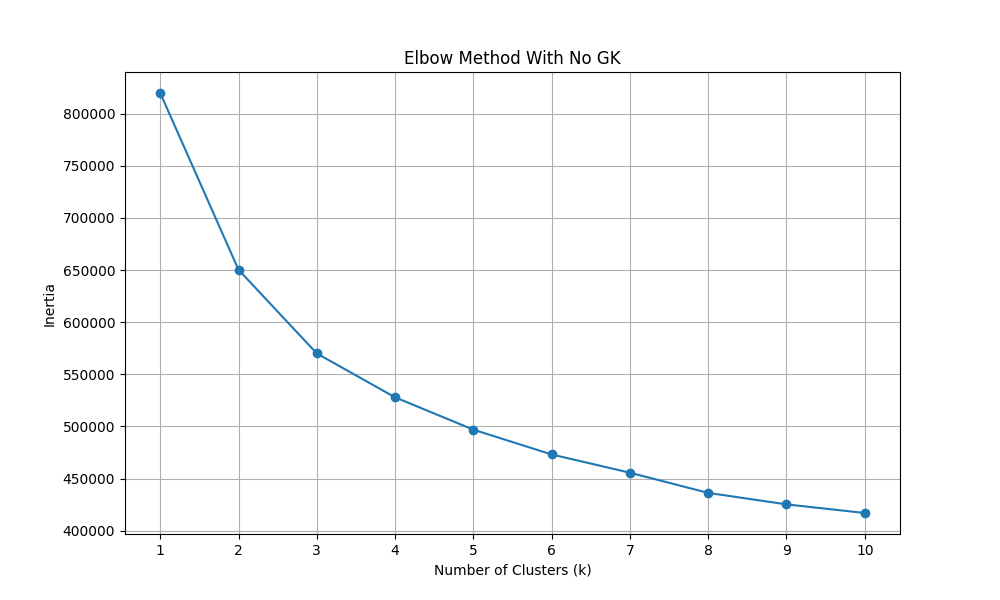 Elbow Method With No GK
800000
750000
700000
650000
600000
550000
500000
450000
400000
Inertia
1 2 3 4 5 6 7 8 9 10
Number of Clusters (k)